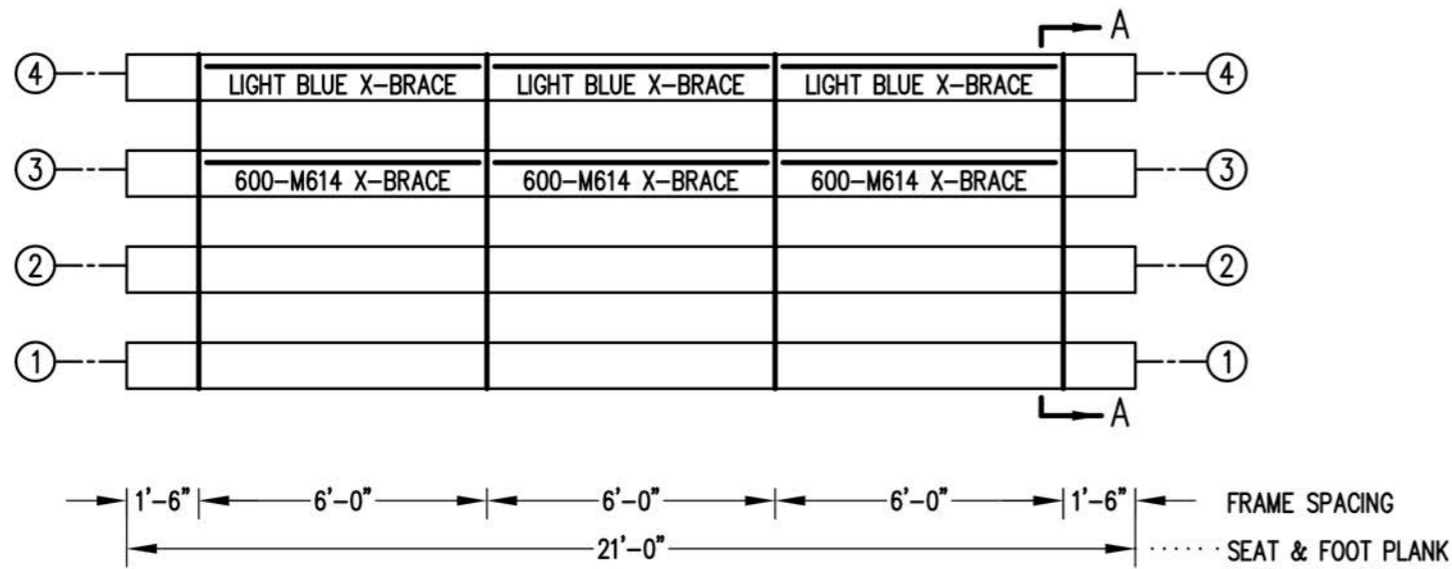 A
4 LIGHT BLUE X-BRACE LIGHT BLUE X-BRACE LIGHT BLUE X-BRACE 4
3 600-M614 X-BRACE 600-M614 X-BRACE 600-M614 X-BRACE 3
2 2
1 1
A
1'-6" 6'-0" 6'-0" 6'-0" 1'-6" FRAME SPACING
21'-0" SEAT & FOOT PLANK